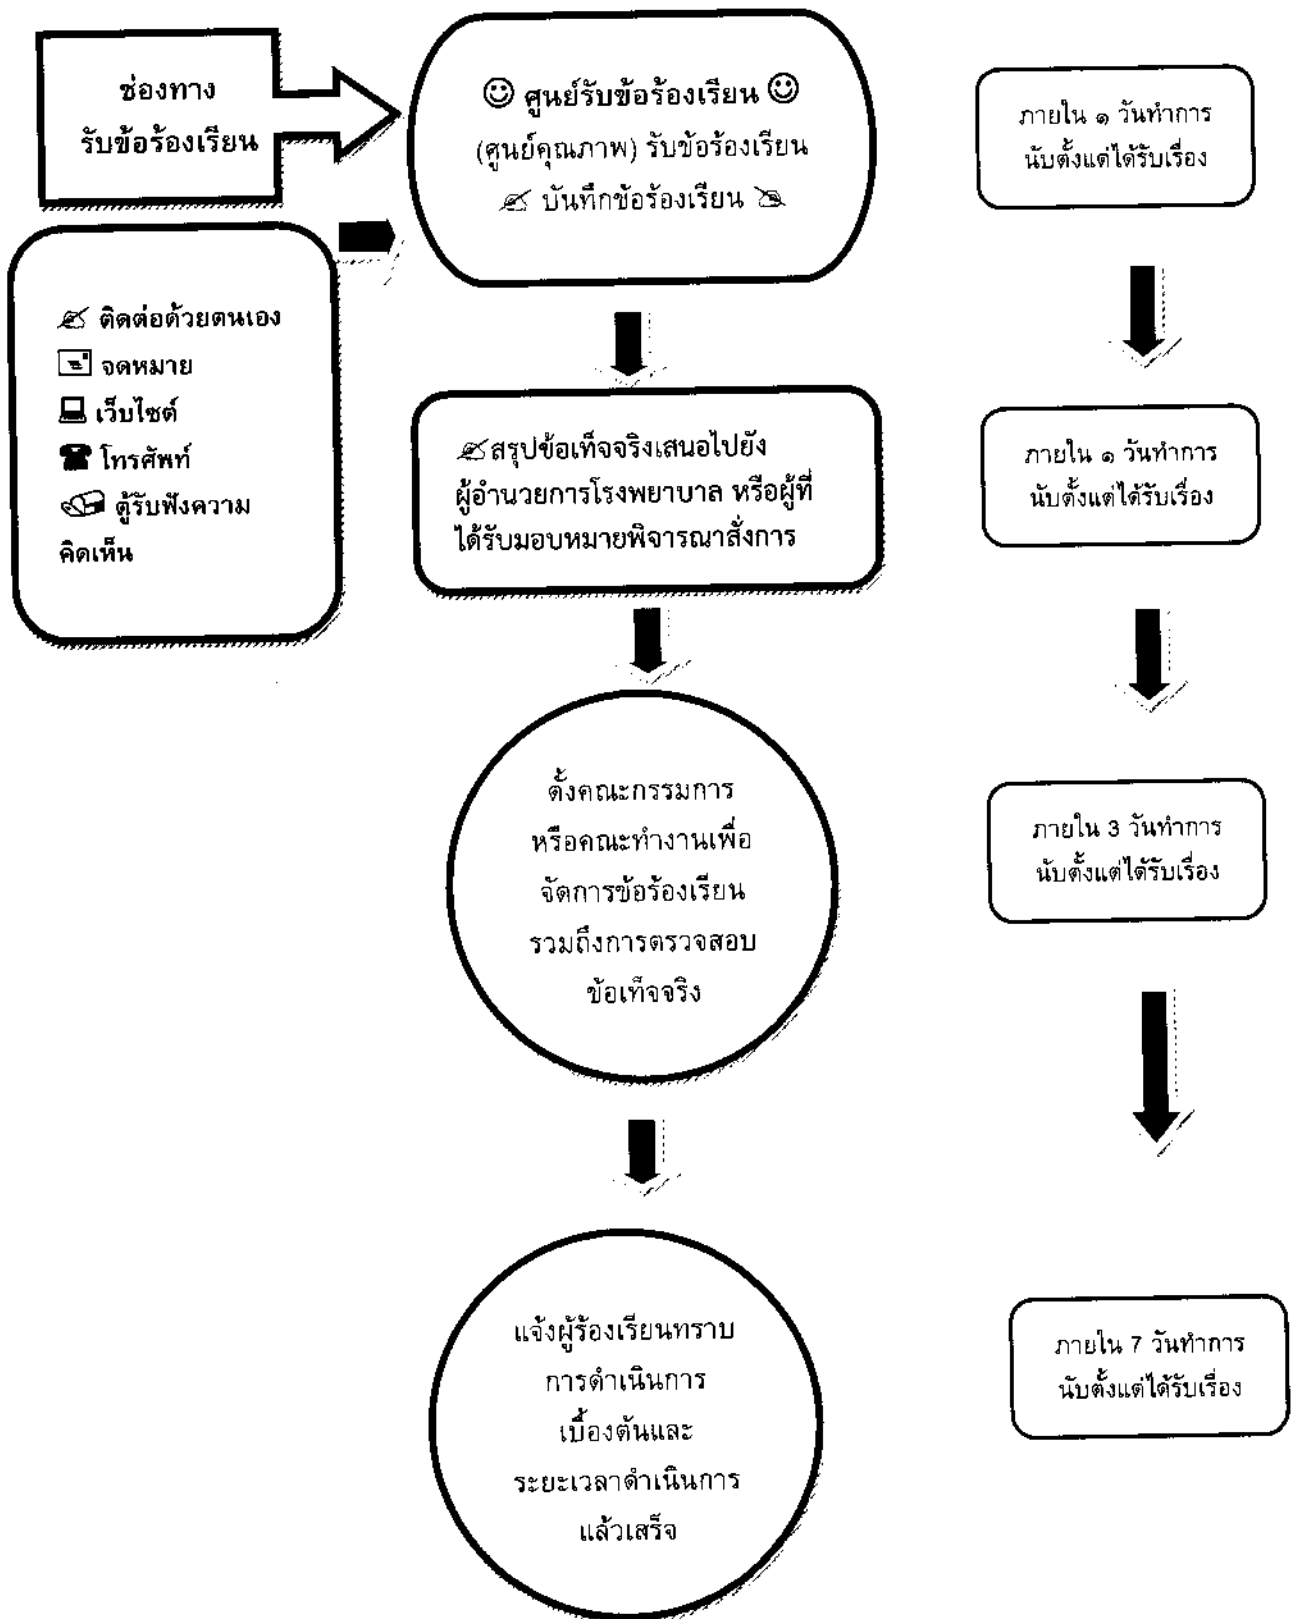 ช่องทาง
รับข้อร้องเรียน
☺ ศูนย์รับข้อร้องเรียน ☺
(ศูนย์คุณภาพ) รับข้อร้องเรียน
บันทึกข้อร้องเรียน
ภายใน ๑ วันทำการ
นับตั้งแต่ได้รับเรื่อง
ติดต่อด้วยตนเอง
จดหมาย
เว็บไซต์
โทรศัพท์
ตู้รับฟังความ
คิดเห็น
สรุปข้อเท็จจริงเสนอไปยัง
ผู้อำนวยการโรงพยาบาล หรือผู้ที่
ได้รับมอบหมายพิจารณาสั่งการ
ภายใน ๑ วันทำการ
นับตั้งแต่ได้รับเรื่อง
ตั้งคณะกรรมการ
หรือคณะทำงานเพื่อ
จัดการข้อร้องเรียน
รวมถึงการตรวจสอบ
ข้อเท็จจริง
ภายใน 3 วันทำการ
นับตั้งแต่ได้รับเรื่อง
แจ้งผู้ร้องเรียนทราบ
การดำเนินการ
เบื้องต้นและ
ระยะเวลาดำเนินการ
แล้วเสร็จ
ภายใน 7 วันทำการ
นับตั้งแต่ได้รับเรื่อง